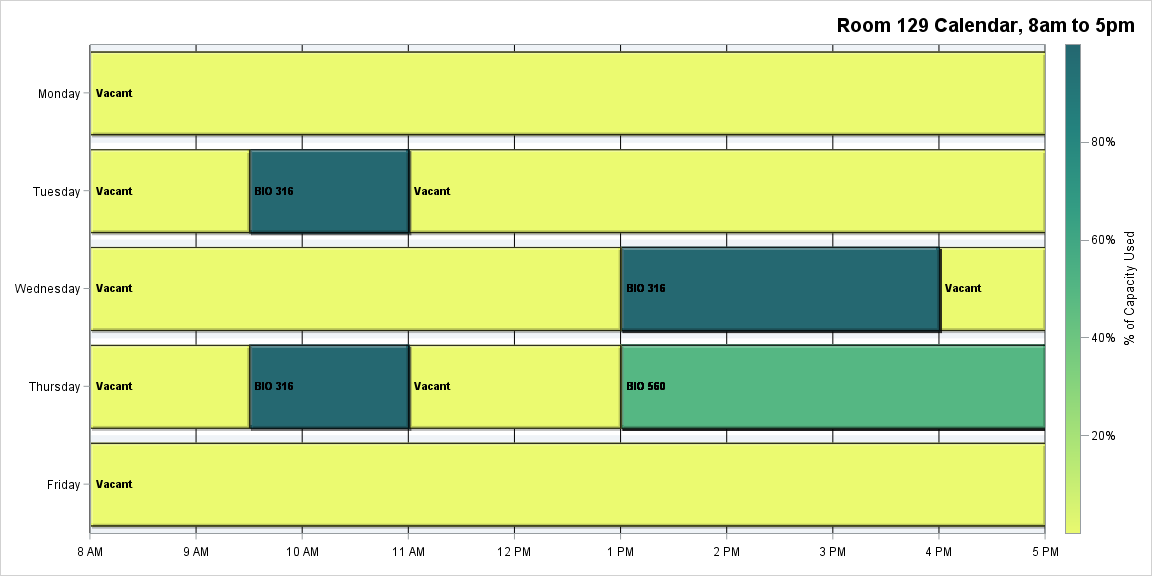 Room 129 Calendar, 8am to 5pm
Monday
Vacant
Tuesday
Vacant
BIO 316
Vacant
Wednesday
Vacant
BIO 316
Vacant
Thursday
Vacant
BIO 316
Vacant
BIO 560
Friday
Vacant
8 AM
9 AM
10 AM
11 AM
12 PM
1 PM
2 PM
3 PM
4 PM
5 PM
80%
60%
40%
20%
% of Capacity Used